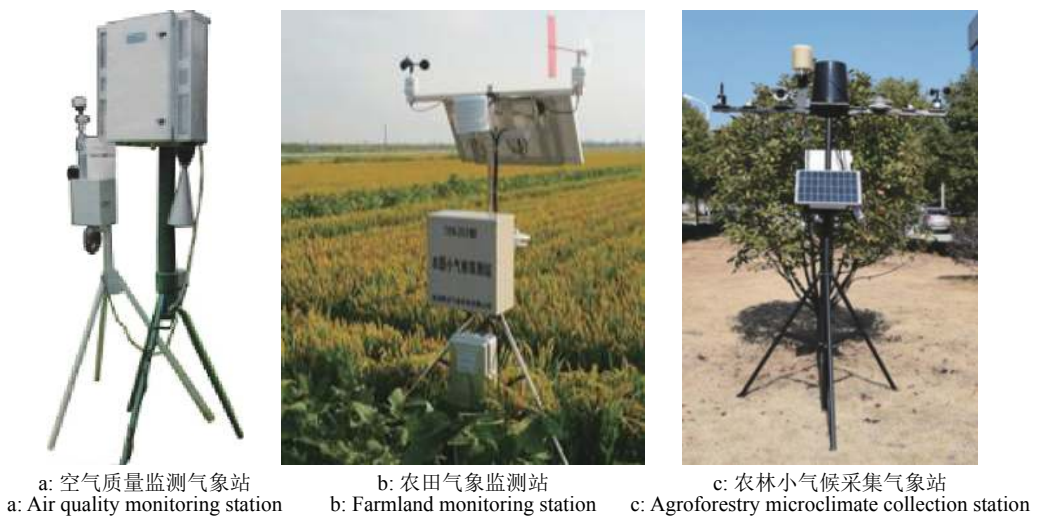 a: 空气质量监测气象站
a: Air quality monitoring station
b: 农田气象监测站
b: Farmland monitoring station
c: 农林小气候采集气象站
c: Agroforestry microclimate collection station